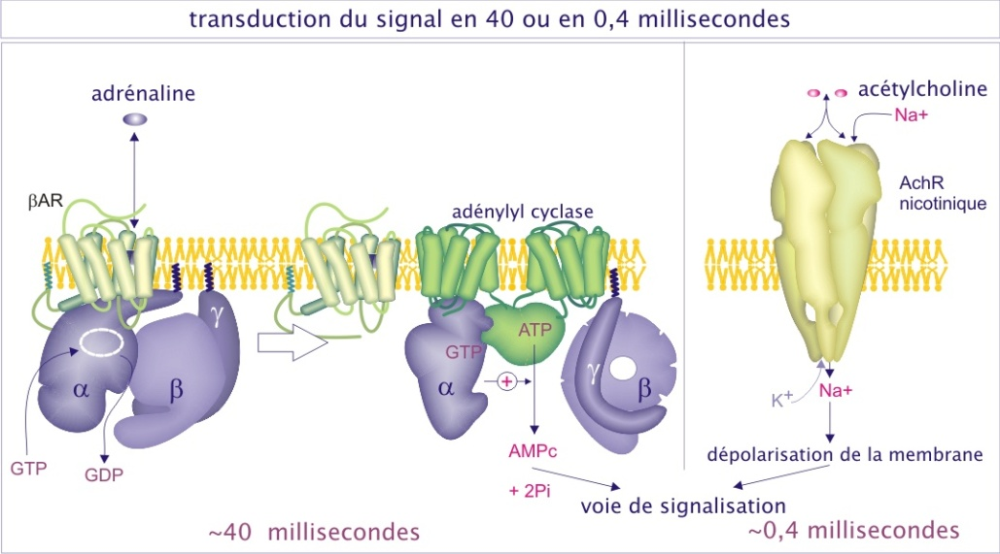 transduction du signal en 40 ou en 0,4 millisecondes
adrénaline
βAR
α
β
γ
GTP
GDP
adénylyl cyclase
GTP
ATP
α
+
γ
β
AMPc
+ 2Pi
~40 millisecondes
acétylcholine
Na+
AchR
nicotinique
K+
Na+
dépolarisation de la membrane
voie de signalisation
~0,4 millisecondes